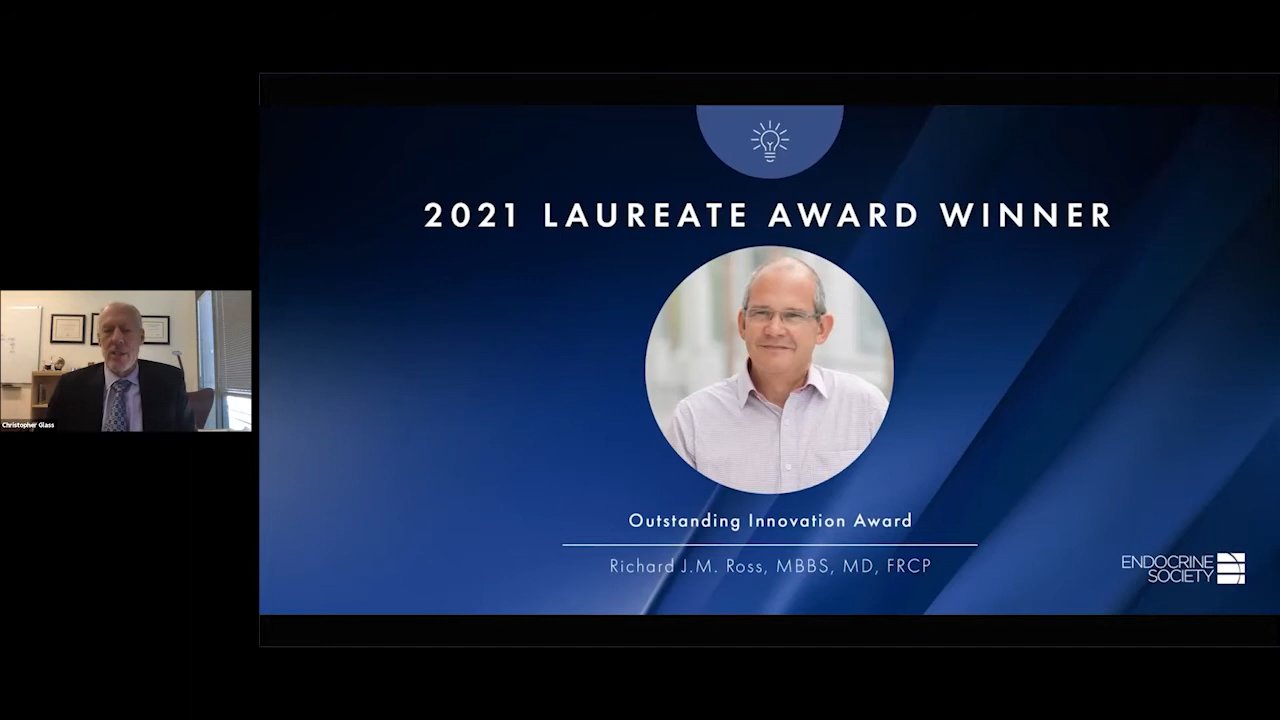 2021 LAUREATE AWARD WINNER
Christopher Glass
Outstanding Innovation Award
Richard J.M. Ross, MBBS, MD, FRCP
ENDOCRINE
SOCIETY